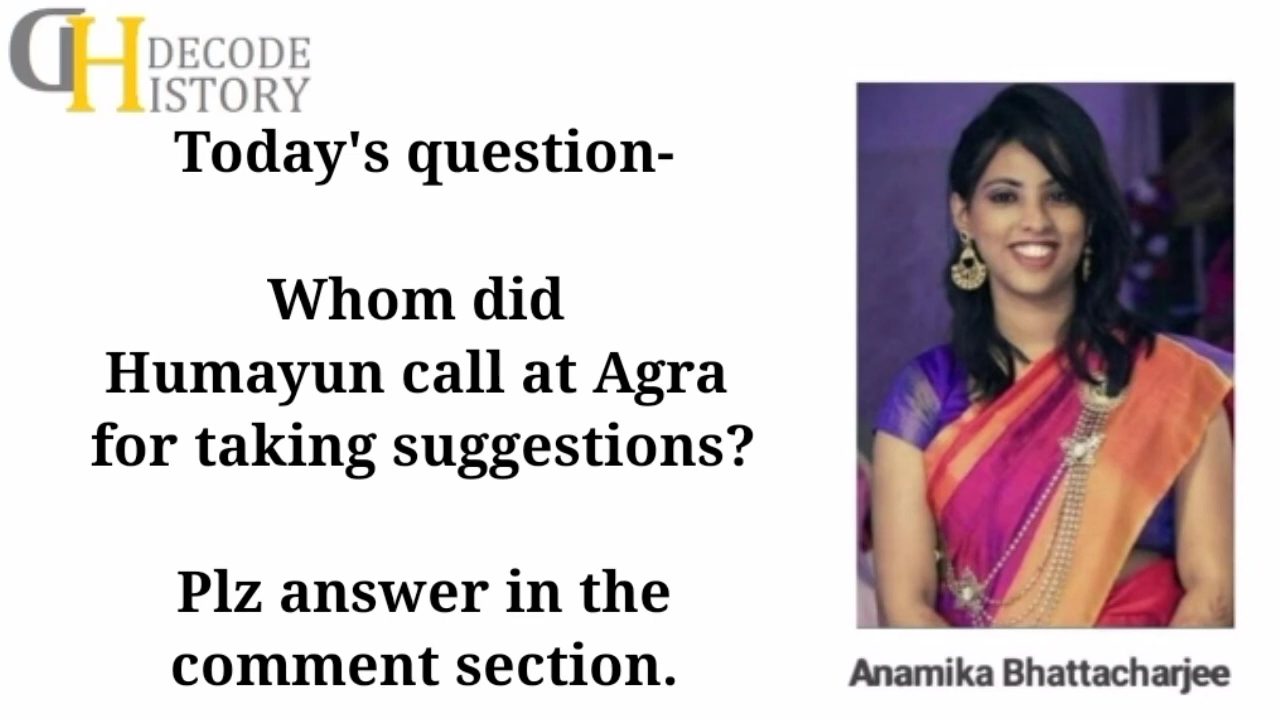 DECODE
HISTORY
Today's question-
Whom did
Humayun call at Agra
for taking suggestions?
Plz answer in the
comment section.
Anamika Bhattacharjee